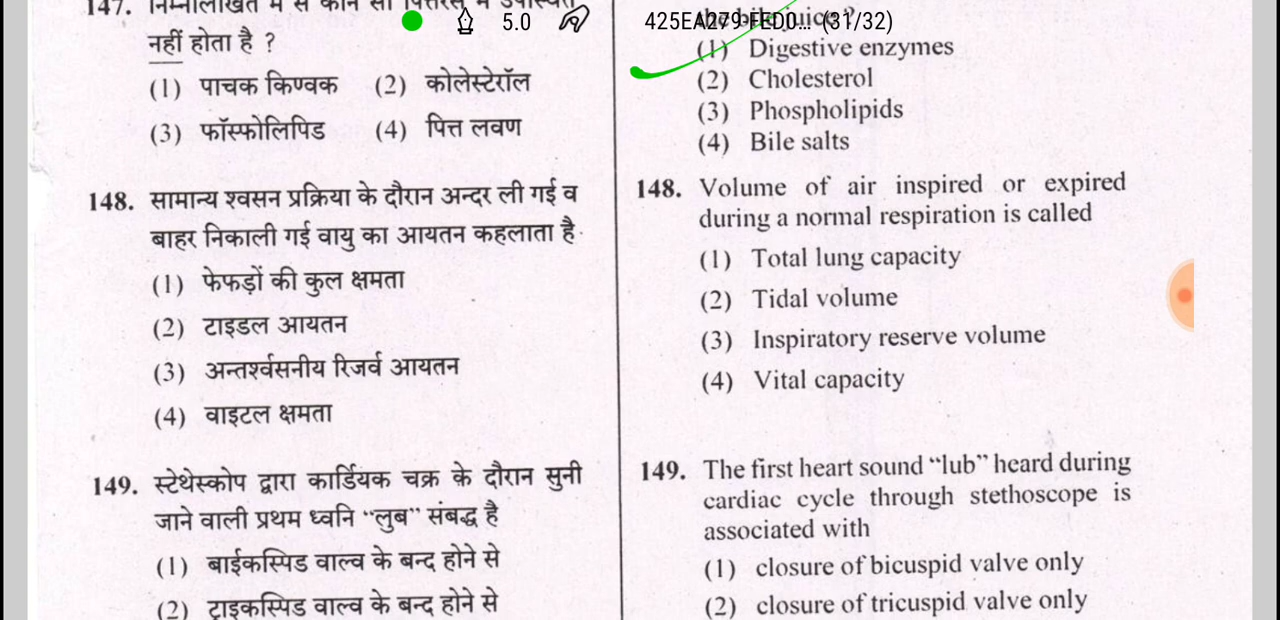 5.0
425EA279-FED0... (31/32)
147. निम्नलिखित में से कौन सा पित्तरस में उपस्थित
नहीं होता है ?
(1) पाचक किण्वक (2) कोलेस्टेरॉल
(3) फॉस्फोलिपिड (4) पित्त लवण
148. सामान्य श्वसन प्रक्रिया के दौरान अन्दर ली गई व
बाहर निकाली गई वायु का आयतन कहलाता है
(1) फेफड़ों की कुल क्षमता
(2) टाइडल आयतन
(3) अन्तर्श्वसनीय रिजर्व आयतन
(4) वाइटल क्षमता
149. स्टेथेस्कोप द्वारा कार्डियक चक्र के दौरान सुनी
जाने वाली प्रथम ध्वनि “लुब” संबद्ध है
(1) बाईकस्पिड वाल्व के बन्द होने से
(2) ट्राइकस्पिड वाल्व के बन्द होने से
(1) Digestive enzymes
(2) Cholesterol
(3) Phospholipids
(4) Bile salts
148. Volume of air inspired or expired
during a normal respiration is called
(1) Total lung capacity
(2) Tidal volume
(3) Inspiratory reserve volume
(4) Vital capacity
149. The first heart sound “lub” heard during
cardiac cycle through stethoscope is
associated with
(1) closure of bicuspid valve only
(2) closure of tricuspid valve only